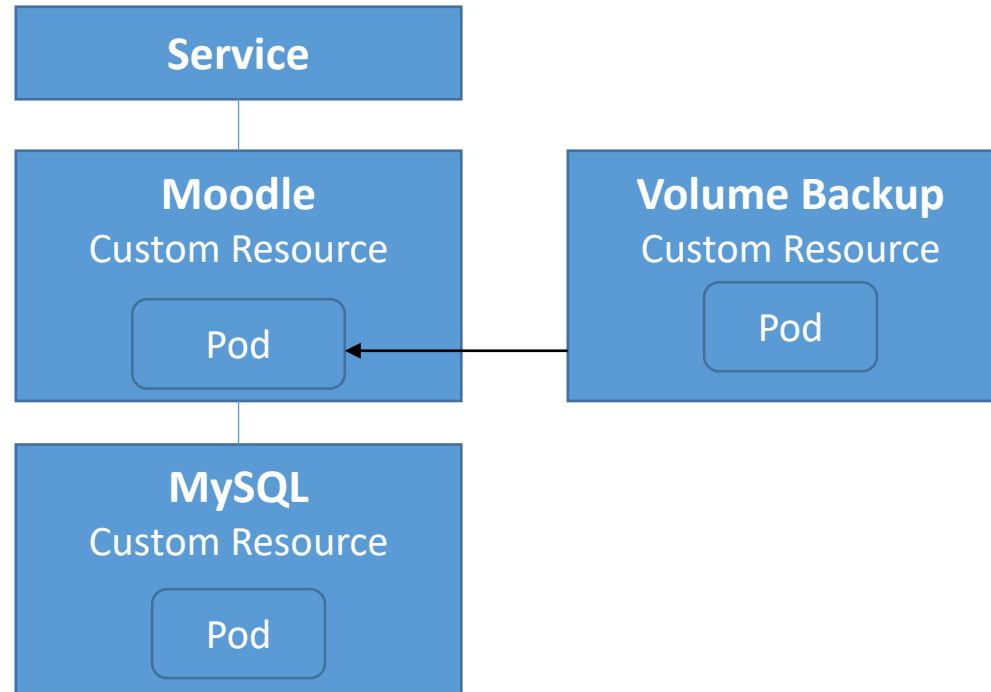 Service
Moodle
Custom Resource
Pod
Volume Backup
Custom Resource
Pod
MySQL
Custom Resource
Pod